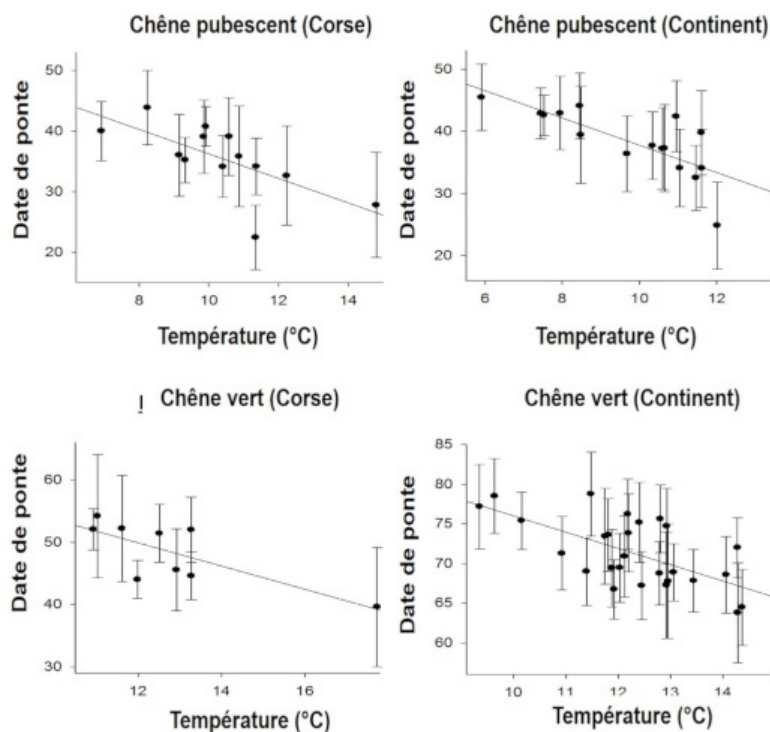 Chêne pubescent (Corse)
Date de ponte
50
40
30
20
8
10
12
14
Température (°C)
Chêne pubescent (Continent)
Date de ponte
50
40
30
20
6
8
10
12
Température (°C)
Chêne vert (Corse)
Date de ponte
60
50
40
30
12
14
16
Température (°C)
Chêne vert (Continent)
Date de ponte
85
80
75
70
65
60
10
11
12
13
14
Température (°C)